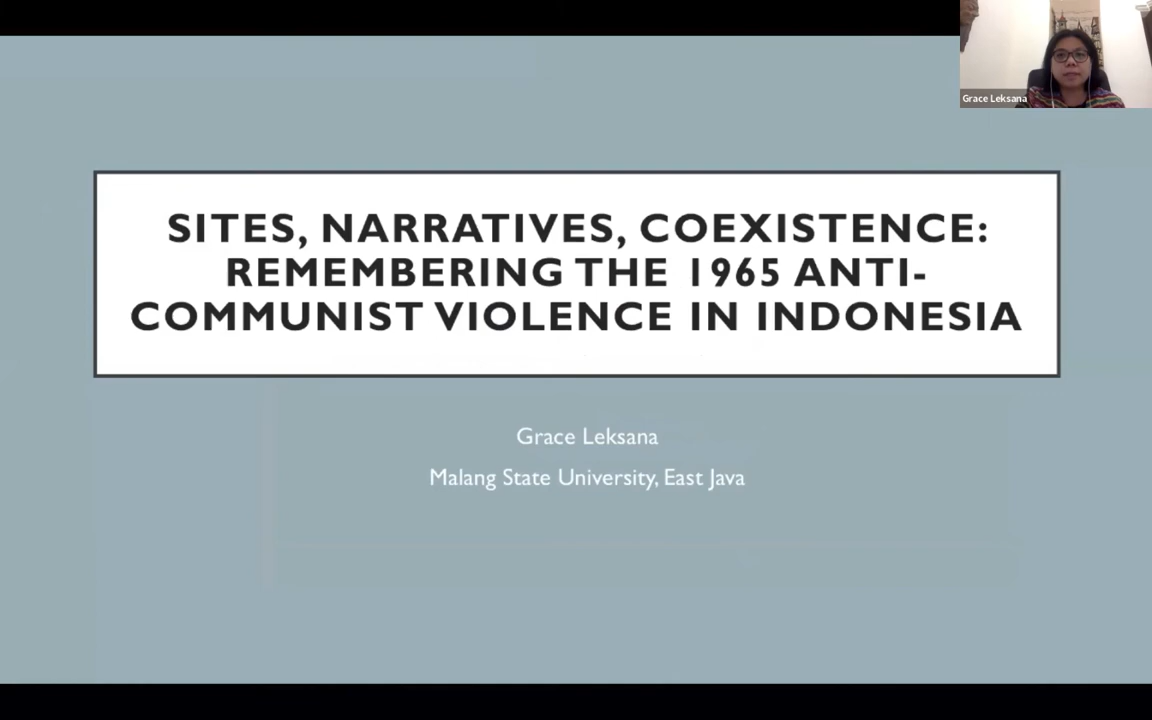 Grace Leksana
SITES, NARRATIVES, COEXISTENCE:
REMEMBERING THE 1965 ANTI-
COMMUNIST VIOLENCE IN INDONESIA
Grace Leksana
Malang State University, East Java